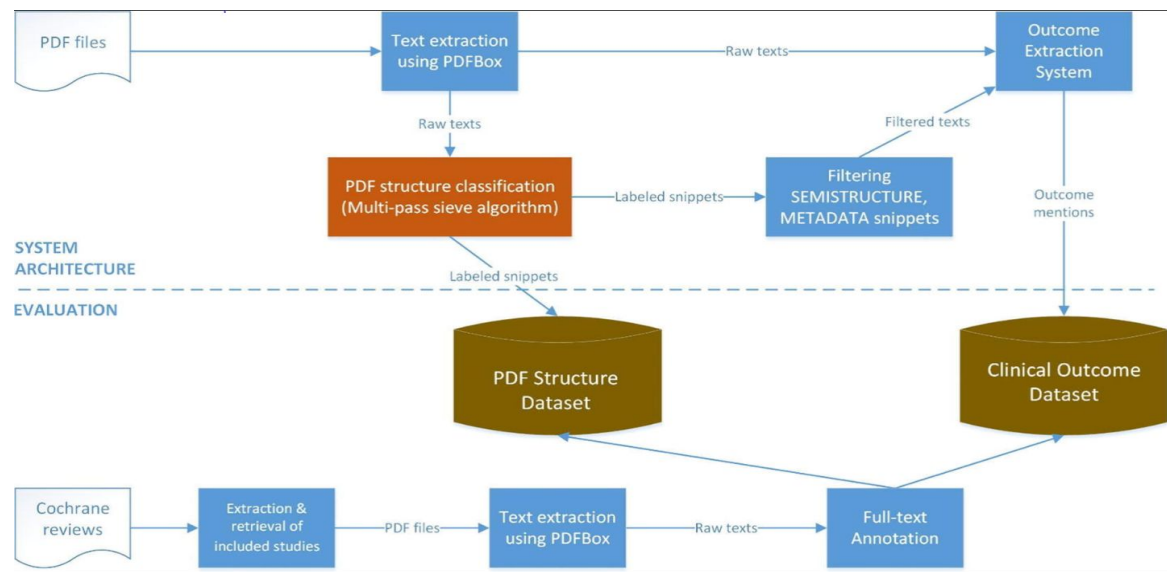 PDF files
Text extraction
using PDFBox
Raw texts
Outcome
Extraction
System
Raw texts
Filtered texts
PDF structure classification
(Multi-pass sieve algorithm)
Labeled snippets
Filtering
SEMISTRUCTURE,
METADATA snippets
Outcome
mentions
SYSTEM
ARCHITECTURE
Labeled snippets
EVALUATION
PDF Structure
Dataset
Clinical Outcome
Dataset
Cochrane
reviews
Extraction &
retrieval of
included studies
PDF files
Text extraction
using PDFBox
Raw texts
Full-text
Annotation